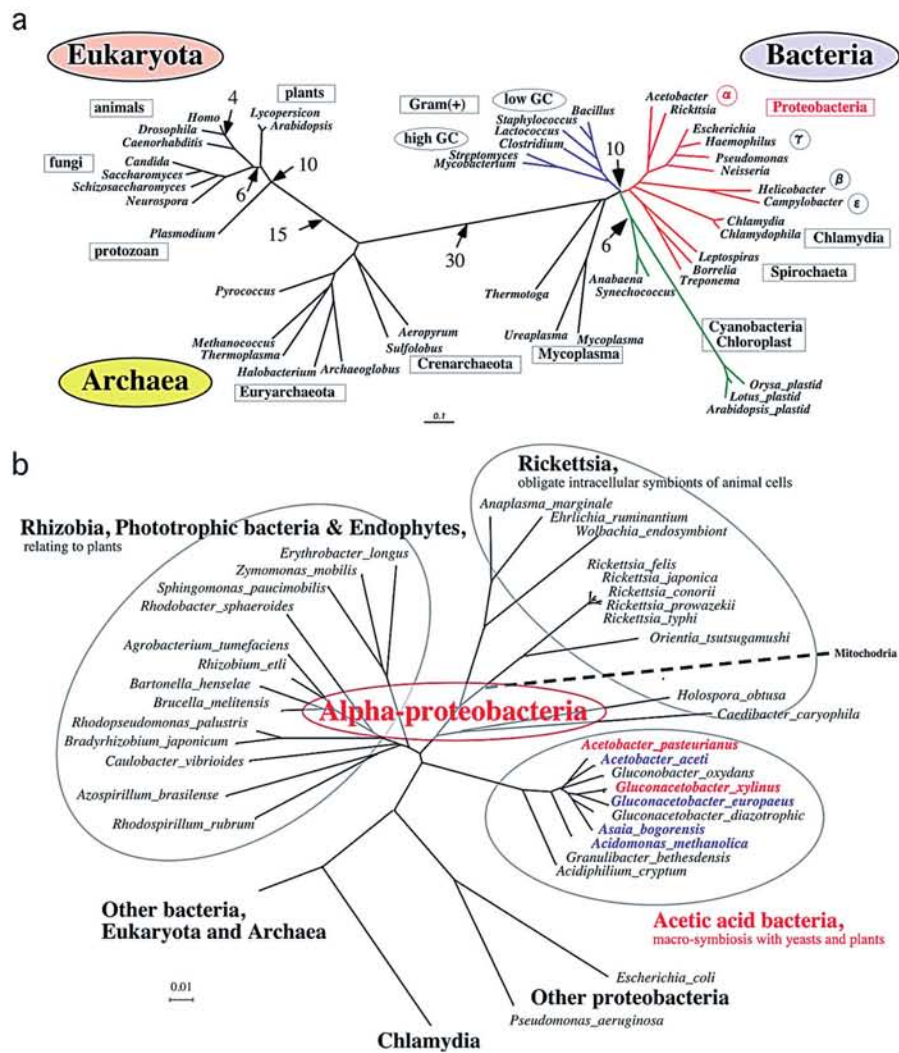 a
Eukaryota
Bacteria
animals
4
plants
Homo
Drosophila
Caenorhabditis
Lycopersicon
Arabidopsis
fungi
Candida
Saccharomyces
Schizosaccharomyces
Neurospora
6
10
Plasmodium
protozoan
15
30
Gram(+)
low GC
high GC
Bacillus
Staphylococcus
Lactococcus
Clostridium
Streptomyces
Mycobacterium
10
Acetobacter
α
Rickttsia
Proteobacteria
Escherichia
Haemophilus
γ
Pseudomonas
Neisseria
Helicobacter
β
Campylobacter
ε
Chlamydia
Chlamydophila
Chlamydia
Leptospiras
Borrelia
Treponema
Spirochaeta
6
Anabaena
Synechococcus
Thermotoga
Ureaplasma
Mycoplasma
Mycoplasma
Cyanobacteria
Chloroplast
Orysa_plastid
Lotus_plastid
Arabidopsis_plastid
Pyrococcus
Methanococcus
Thermoplasma
Halobacterium
Archaeoglobus
Euryarchaeota
Aeropyrum
Sulfolobus
Crenarchaeota
Archaea
0.1
b
Rickettsia,
obligate intracellular symbionts of animal cells
Anaplasma_marginale
Ehrlichia_ruminantium
Wolbachia_endosymbiont
Rickettsia_felis
Rickettsia_japonica
Rickettsia_conorii
Rickettsia_prowazekii
Rickettsia_typhi
Orientia_tsutsugamushi
Mitochodria
Holospora_obtusa
Caedibacter_caryophila
Rhizobia, Phototrophic bacteria & Endophytes,
relating to plants
Erythrobacter_longus
Zymomonas_mobilis
Sphingomonas_paucimobilis
Rhodobacter_sphaeroides
Agrobacterium_tumefaciens
Rhizobium_etli
Bartonella_henselae
Brucella_melitensis
Rhodopseudomonas_palustris
Bradyrhizobium_japonicum
Caulobacter_vibrioides
Azospirillum_brasilense
Rhodospirillum_rubrum
Alpha-proteobacteria
Acetobacter_pasteurianus
Acetobacter_aceti
Gluconobacter_oxydans
Gluconacetobacter_xylinus
Gluconacetobacter_europaeus
Gluconacetobacter_diazotrophic
Asaia_bogorensis
Acidomonas_methanolica
Granulibacter_bethesdensis
Acidiphilium_cryptum
Acetic acid bacteria,
macro-symbiosis with yeasts and plants
Other bacteria,
Eukaryota and Archaea
Escherichia_coli
Other proteobacteria
Pseudomonas_aeruginosa
Chlamydia
0.01